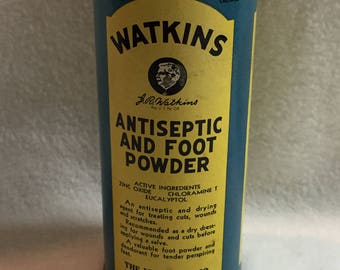 WATKINS
J.R. Watkins
ANTISEPTIC
AND FOOT
POWDER
ACTIVE INGREDIENTS
ZINC OXIDE CHLORAMINE T
EUCALYPTOL
An antiseptic and drying
agent for treating cuts, wounds
and scratches.
Recommended as a dry dress-
ing for wounds and cuts before
applying a salve.
A valuable foot powder and
deodorant for tender perspiring
THE